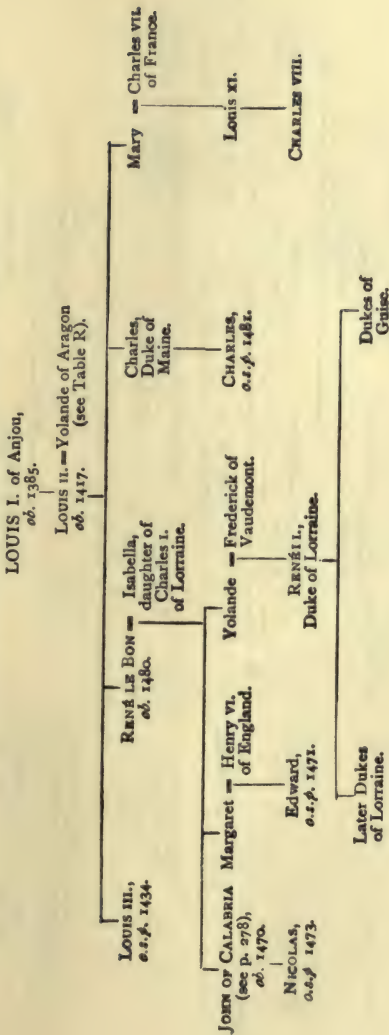 LOUIS I. of Anjou,
ob. 1385.
LOUIS II. = Yolande of Aragon
ob. 1417. (see Table R).
LOUIS III.,
o.s.p. 1434.
RENÉ LE BON = Isabella,
ob. 1480. daughter of
Charles I.
of Lorraine.
Charles,
Duke of
Maine.
Mary = Charles VII.
of France.
JOHN OF CALABRIA
(see p. 278),
ob. 1470.
Margaret = Henry VI.
of England.
Yolande = Frederick of
Vaudemont.
CHARLES,
o.s.p. 1481.
Louis XI.
NICOLAS,
o.s.p 1473.
Edward,
o.s.p. 1471.
RENÉ II.,
Duke of Lorraine.
CHARLES VIII.
Later Dukes
of Lorraine.
Dukes of
Guise.